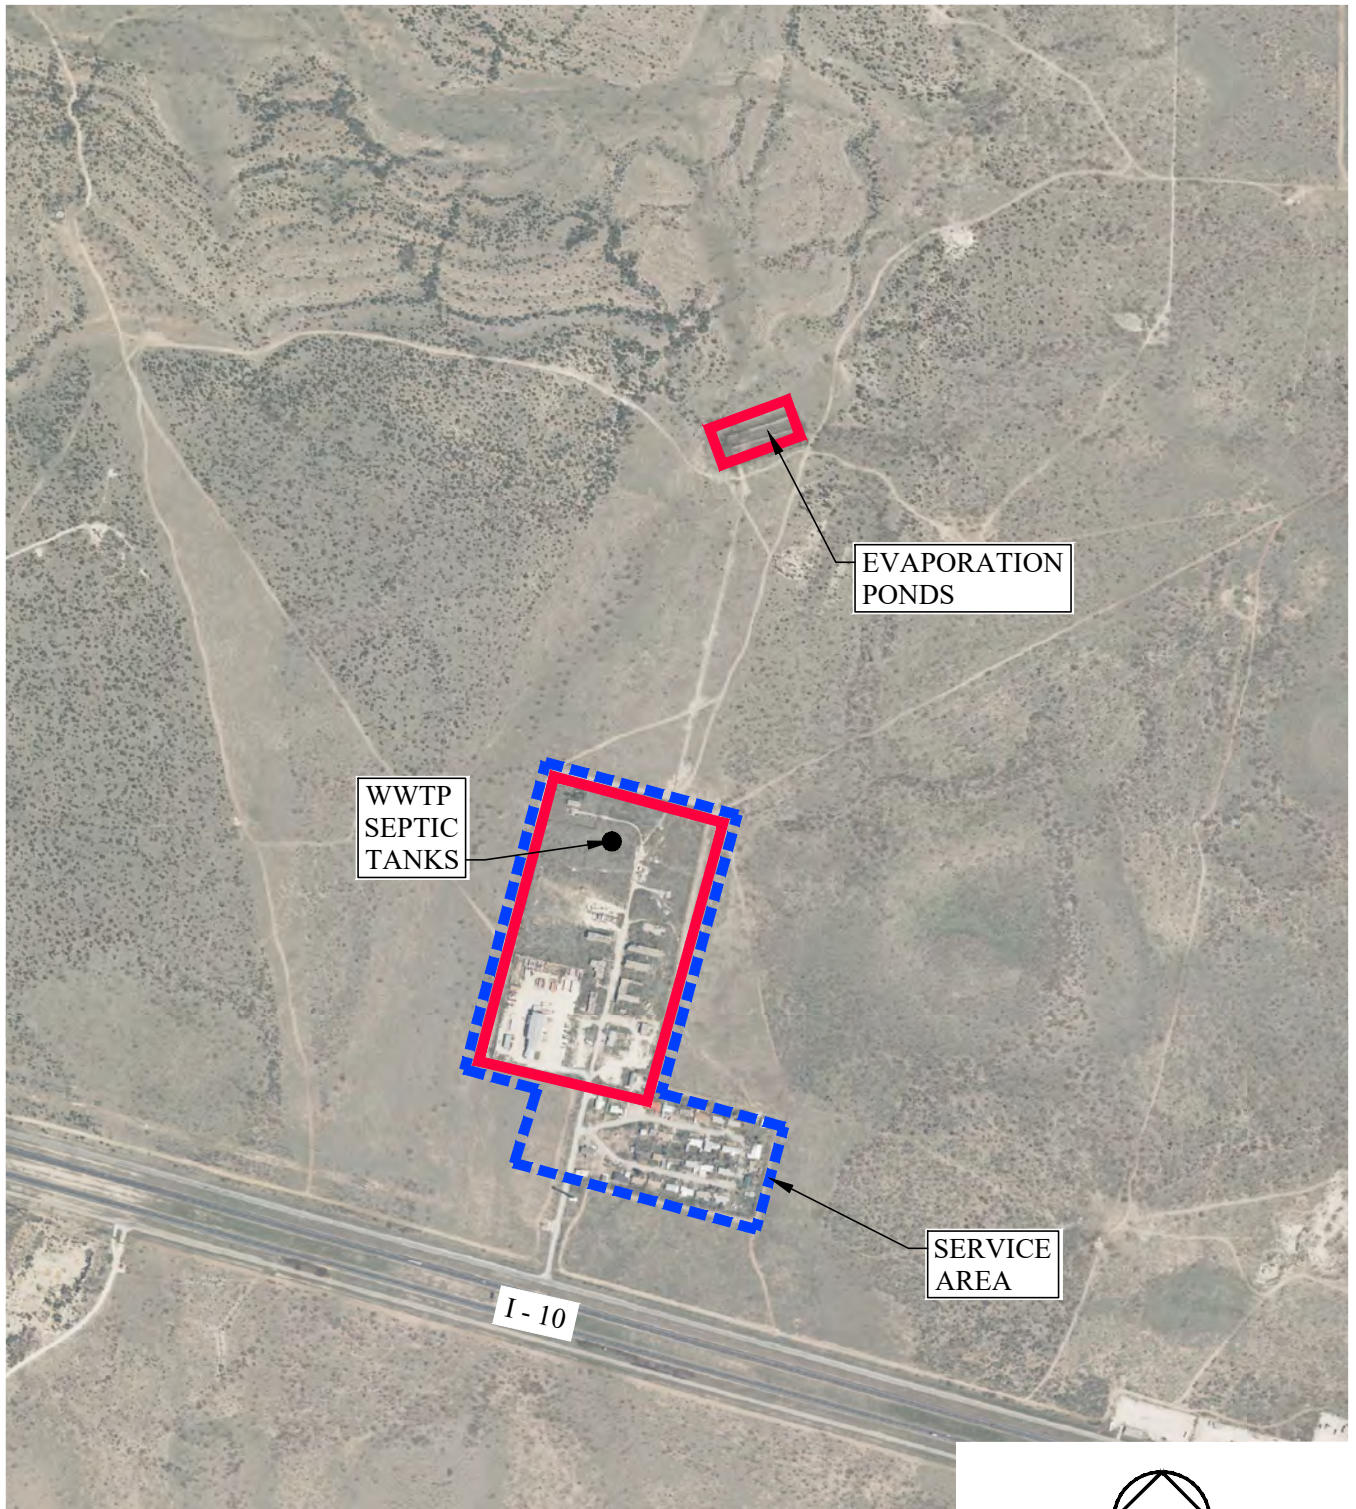 EVAPORATION
PONDS
WWTP
SEPTIC
TANKS
SERVICE
AREA
I - 10